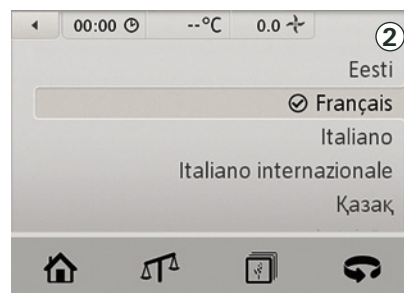 00:00 --°C 0.0
2
Eesti
Français
Italiano
Italiano internazionale
Қазақ